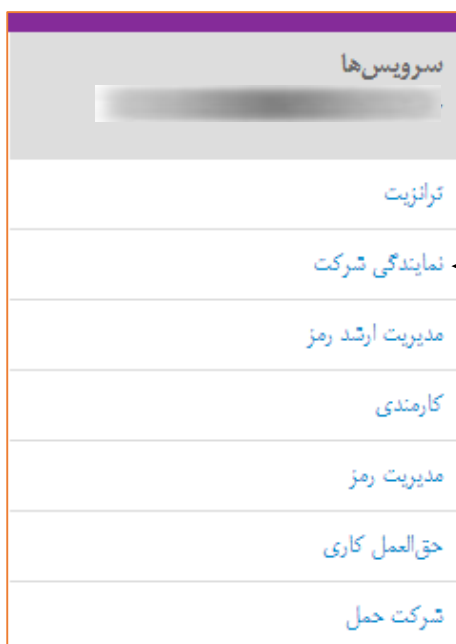 سرویس‌ها
ترانزیت
نمایندگی شرکت
مدیریت ارشد رمز
کارمندی
مدیریت رمز
حق‌العمل کاری
شرکت حمل